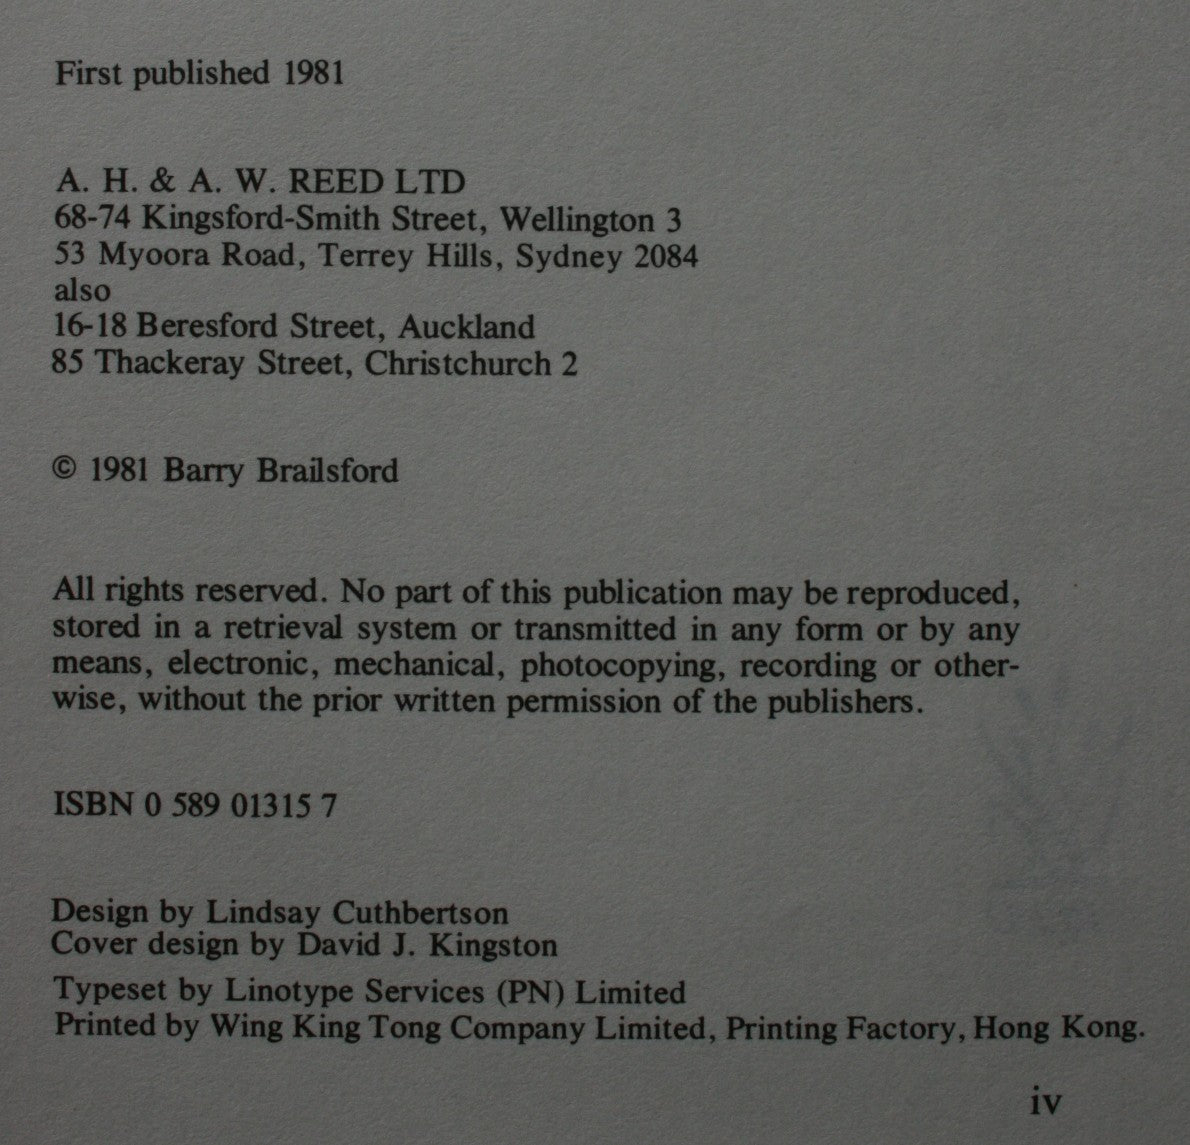 First published 1981
A. H. & A. W. REED LTD
68-74 Kingsford-Smith Street, Wellington 3
53 Myoora Road, Terrey Hills, Sydney 2084
also
16-18 Beresford Street, Auckland
85 Thackeray Street, Christchurch 2
© 1981 Barry Brailsford
All rights reserved. No part of this publication may be reproduced,
stored in a retrieval system or transmitted in any form or by any
means, electronic, mechanical, photocopying, recording or other-
wise, without the prior written permission of the publishers.
ISBN 0 589 01315 7
Design by Lindsay Cuthbertson
Cover design by David J. Kingston
Typeset by Linotype Services (PN) Limited
Printed by Wing King Tong Company Limited, Printing Factory, Hong Kong.
iv